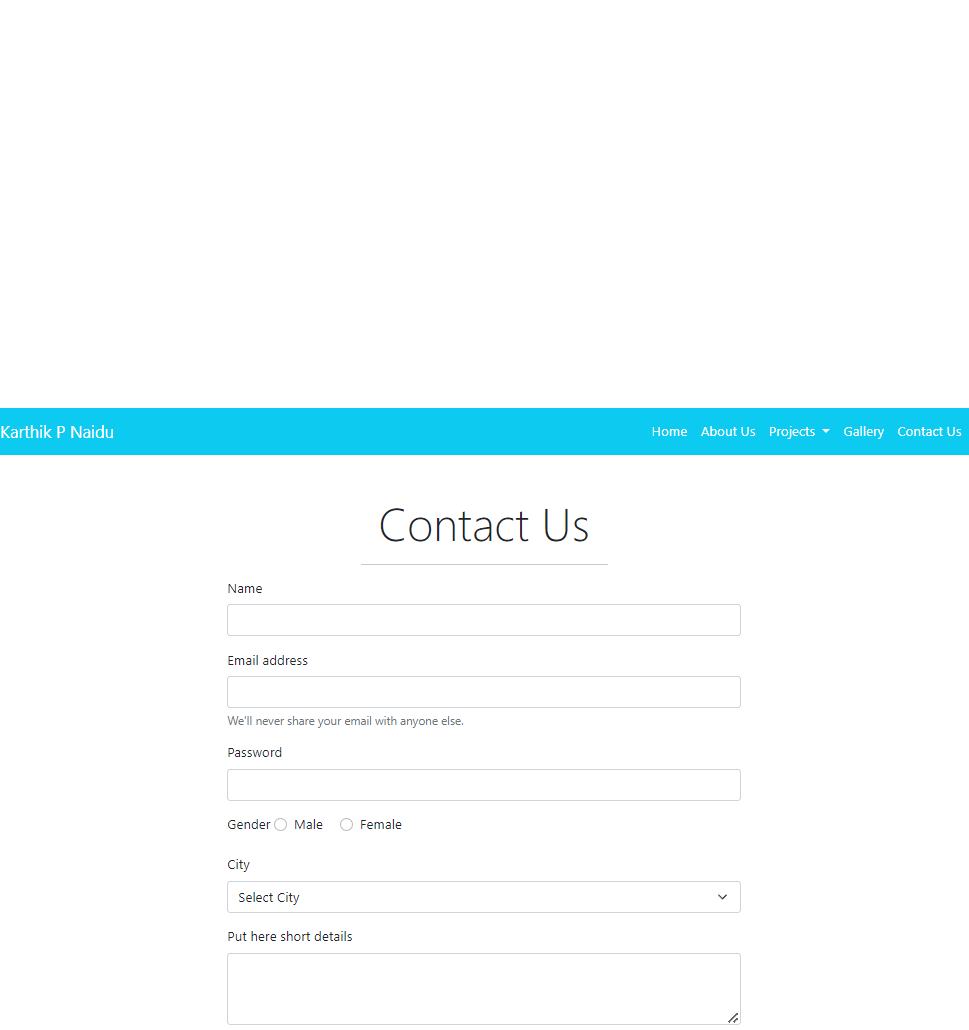 Karthik P Naidu Home About Us Projects Gallery Contact Us
Contact Us
Name
Email address
We'll never share your email with anyone else.
Password
Gender Male Female
City
Select City
Put here short details